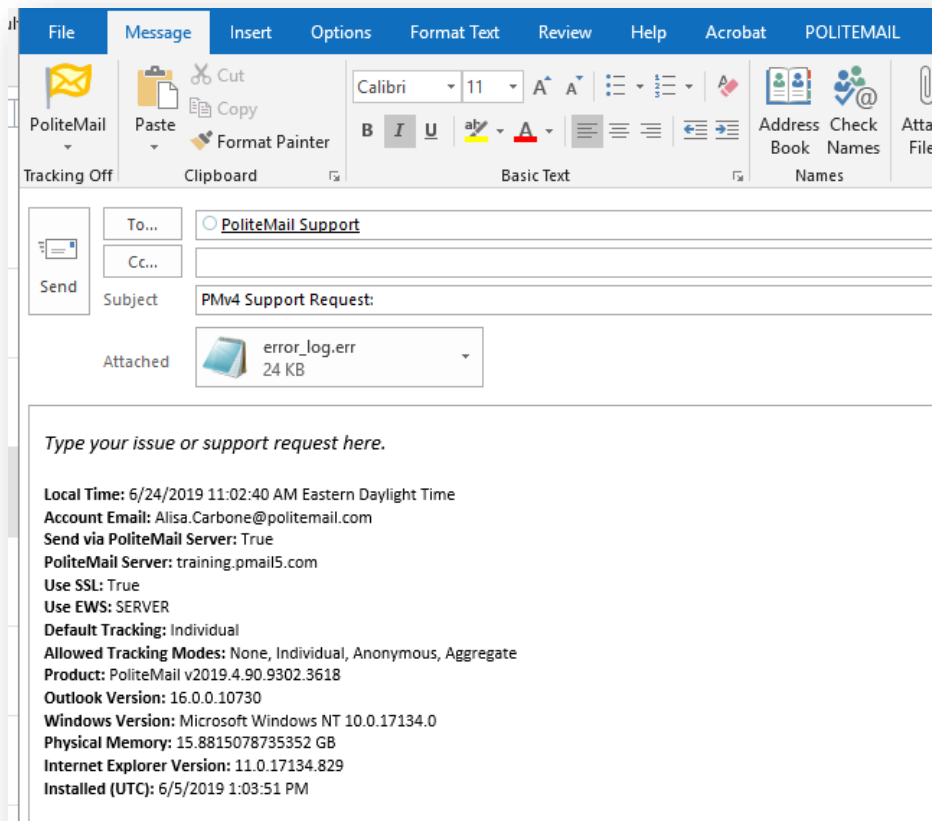 File Message Insert Options Format Text Review Help Acrobat POLITEMAIL
PoliteMail
Tracking Off
Paste
Cut
Copy
Format Painter
Clipboard
Calibri 11
B I U
Basic Text
Address Book
Check Names
Names
Send
To... PoliteMail Support
Cc...
Subject PMv4 Support Request:
Attached error_log.err
24 KB
Type your issue or support request here.
Local Time: 6/24/2019 11:02:40 AM Eastern Daylight Time
Account Email: Alisa.Carbone@politemail.com
Send via PoliteMail Server: True
PoliteMail Server: training.pmail5.com
Use SSL: True
Use EWS: SERVER
Default Tracking: Individual
Allowed Tracking Modes: None, Individual, Anonymous, Aggregate
Product: PoliteMail v2019.4.90.9302.3618
Outlook Version: 16.0.0.10730
Windows Version: Microsoft Windows NT 10.0.17134.0
Physical Memory: 15.8815078735352 GB
Internet Explorer Version: 11.0.17134.829
Installed (UTC): 6/5/2019 1:03:51 PM